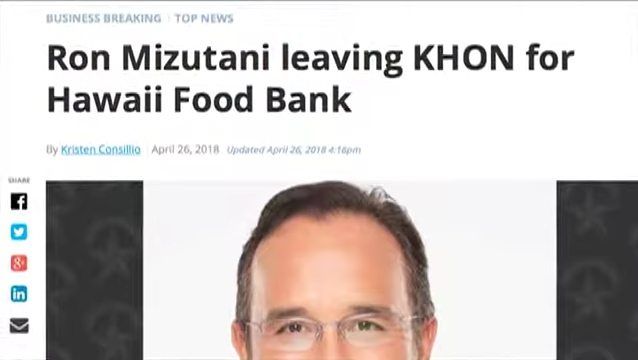 BUSINESS BREAKING | TOP NEWS
Ron Mizutani leaving KHON for
Hawaii Food Bank
By Kristen Consillio | April 26, 2018 Updated April 26, 2018 4:16pm
SHARE